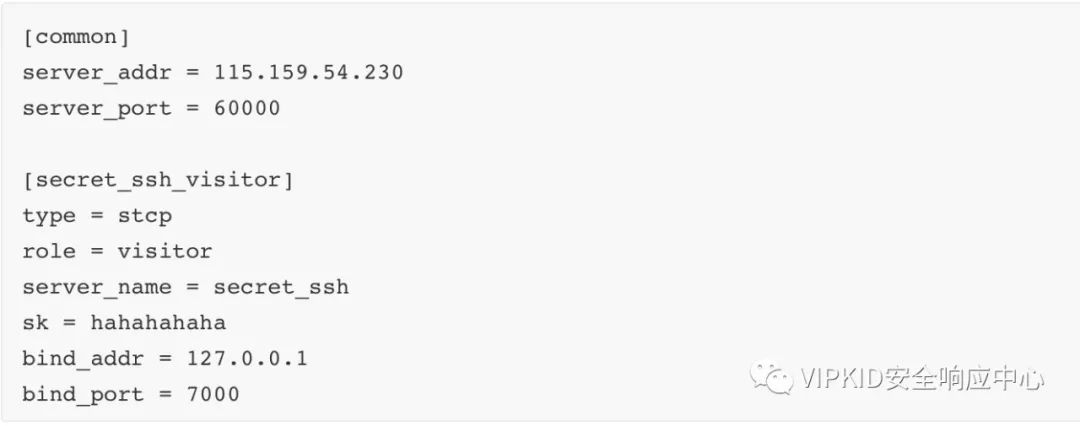 [common]
server_addr = 115.159.54.230
server_port = 60000
[secret_ssh_visitor]
type = stcp
role = visitor
server_name = secret_ssh
sk = hahahahaha
bind_addr = 127.0.0.1
bind_port = 7000
VIPKID安全响应中心